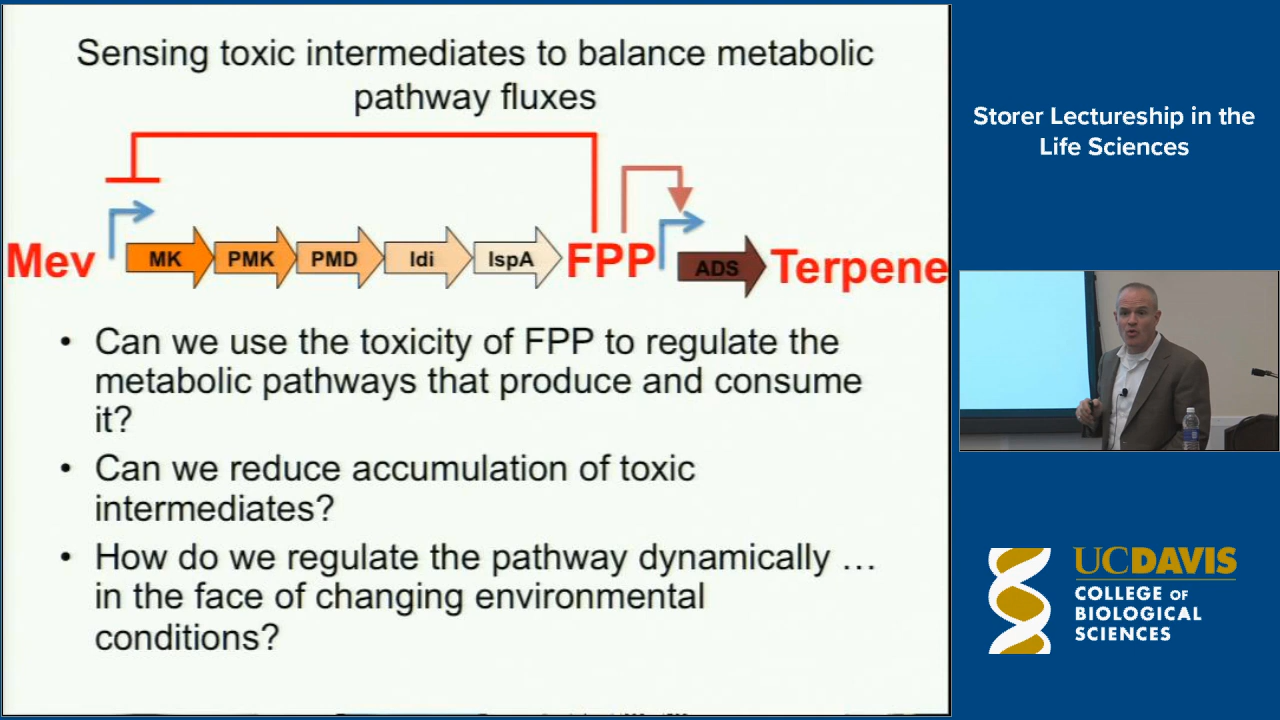 Sensing toxic intermediates to balance metabolic
pathway fluxes
Mev
MK
PMK
PMD
Idi
IspA
FPP
ADS
Terpene
• Can we use the toxicity of FPP to regulate the
metabolic pathways that produce and consume
it?
• Can we reduce accumulation of toxic
intermediates?
• How do we regulate the pathway dynamically …
in the face of changing environmental
conditions?
Storer Lectureship in the
Life Sciences
UCDAVIS
COLLEGE OF
BIOLOGICAL
SCIENCES